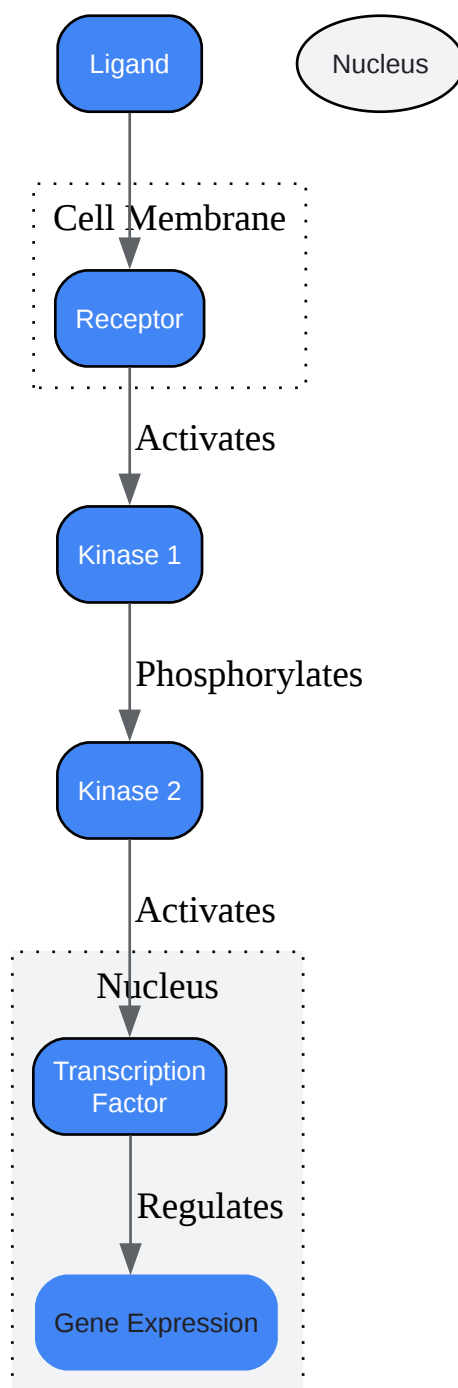 Ligand
Nucleus
Cell Membrane
Receptor
Activates
Kinase 1
Phosphorylates
Kinase 2
Activates
Nucleus
Transcription
Factor
Regulates
Gene Expression